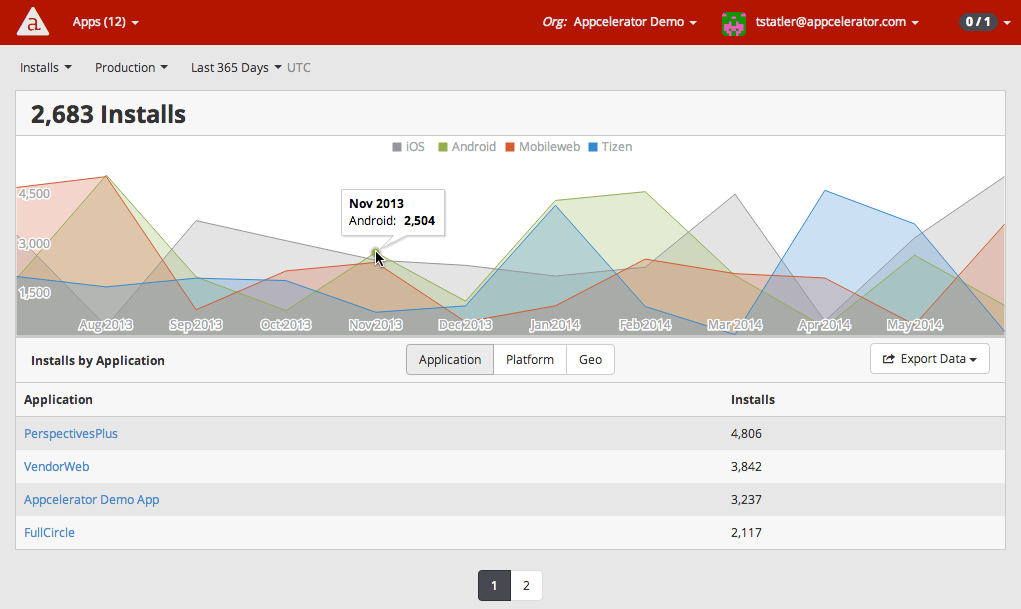 a Apps (12) Org: Appcelerator Demo tstatler@appcelerator.com 0 / 1
Installs Production Last 365 Days UTC
2,683 Installs
iOS Android Mobileweb Tizen
4,500
Nov 2013
Android: 2,504
3,000
1,500
Aug 2013 Sep 2013 Oct 2013 Nov 2013 Dec 2013 Jan 2014 Feb 2014 Mar 2014 Apr 2014 May 2014
Installs by Application Application Platform Geo Export Data
Application Installs
PerspectivesPlus 4,806
VendorWeb 3,842
Appcelerator Demo App 3,237
FullCircle 2,117
1 2